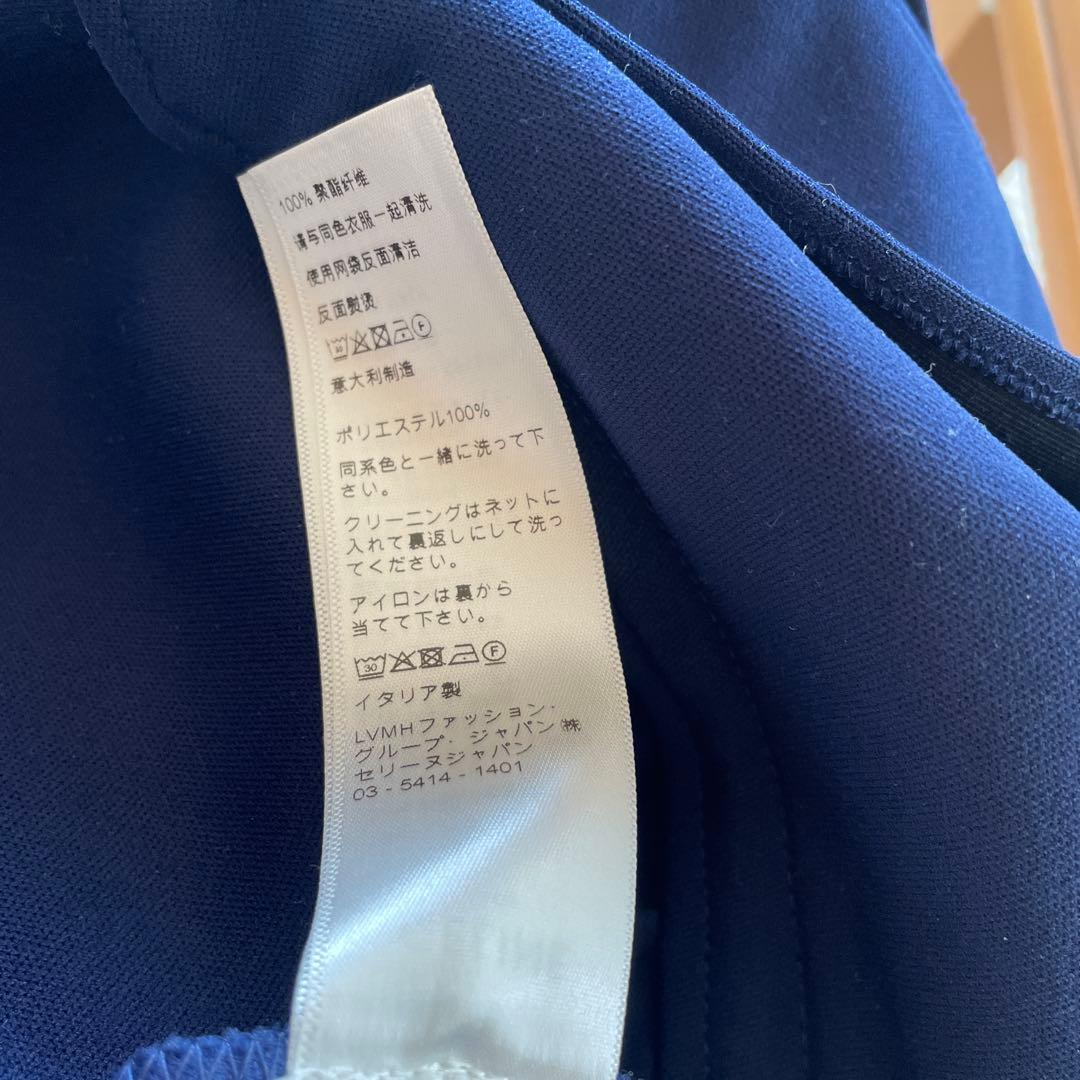 100% 聚酯纤维
请与同色衣服一起清洗
使用网袋反面清洁
反面熨烫
30 F
意大利制造
ポリエステル100%
同系色と一緒に洗って下
さい。
クリーニングはネットに
入れて裏返しにして洗っ
てください。
アイロンは裏から
当てて下さい。
30 F
イタリア製
LVMHファッション·
グループ·ジャパン㈱
セリーヌジャパン
03-5414-1401